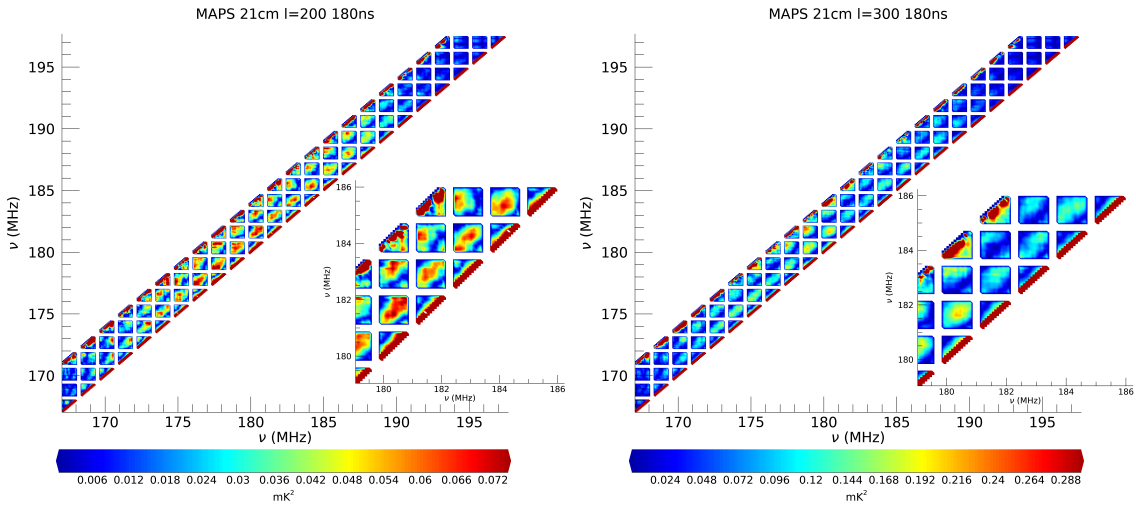 MAPS 21cm l=200 180ns
195
190
185
180
175
170
ν (MHz)
170 175 180 185 190 195
ν (MHz)
186
184
182
180
ν (MHz)
180 182 184 186
ν (MHz)
0.006 0.012 0.018 0.024 0.03 0.036 0.042 0.048 0.054 0.06 0.066 0.072
mK²
MAPS 21cm l=300 180ns
195
190
185
180
175
170
ν (MHz)
170 175 180 185 190 195
ν (MHz)
186
184
182
180
ν (MHz)
180 182 184 186
ν (MHz)
0.024 0.048 0.072 0.096 0.12 0.144 0.168 0.192 0.216 0.24 0.264 0.288
mK²